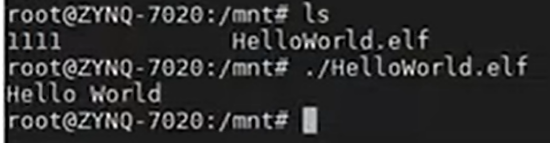 root@ZYNQ-7020:/mnt# ls
1111 HelloWorld.elf
root@ZYNQ-7020:/mnt# ./HelloWorld.elf
Hello World
root@ZYNQ-7020:/mnt#